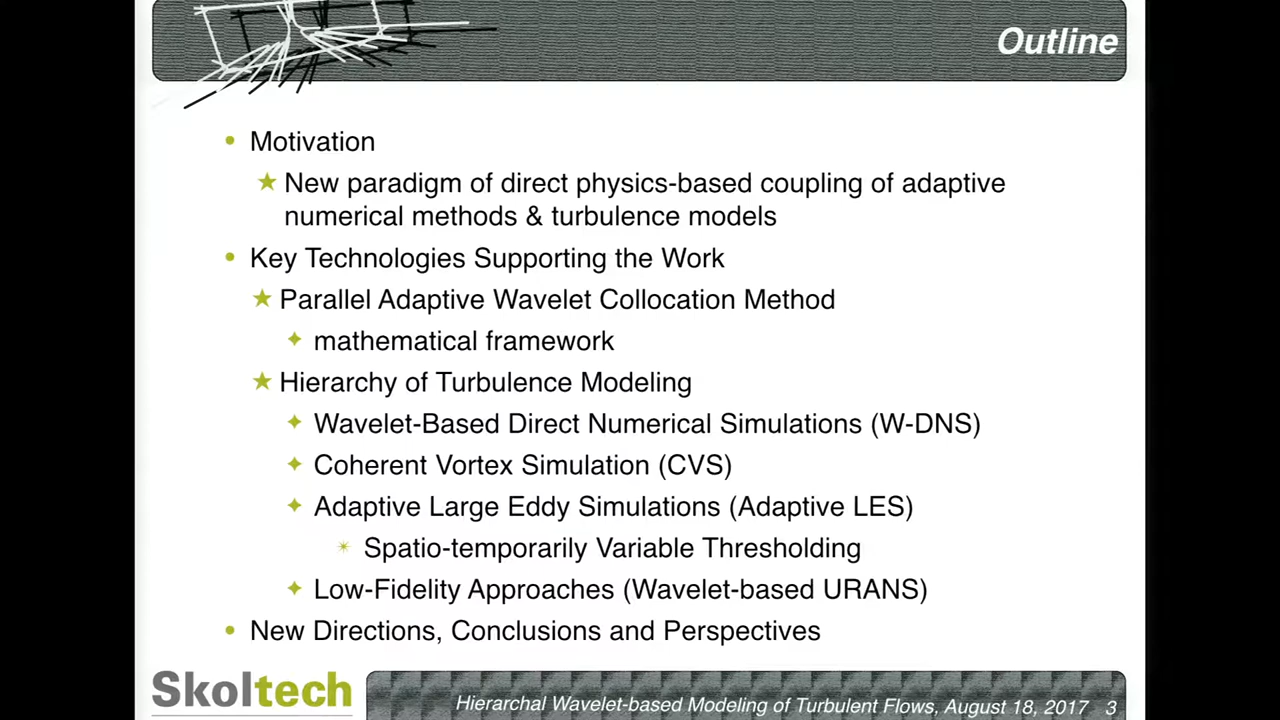 Outline
• Motivation
★ New paradigm of direct physics-based coupling of adaptive
numerical methods & turbulence models
• Key Technologies Supporting the Work
★ Parallel Adaptive Wavelet Collocation Method
✦ mathematical framework
★ Hierarchy of Turbulence Modeling
✦ Wavelet-Based Direct Numerical Simulations (W-DNS)
✦ Coherent Vortex Simulation (CVS)
✦ Adaptive Large Eddy Simulations (Adaptive LES)
✴ Spatio-temporarily Variable Thresholding
✦ Low-Fidelity Approaches (Wavelet-based URANS)
• New Directions, Conclusions and Perspectives
Skoltech
Hierarchal Wavelet-based Modeling of Turbulent Flows, August 18, 2017 3